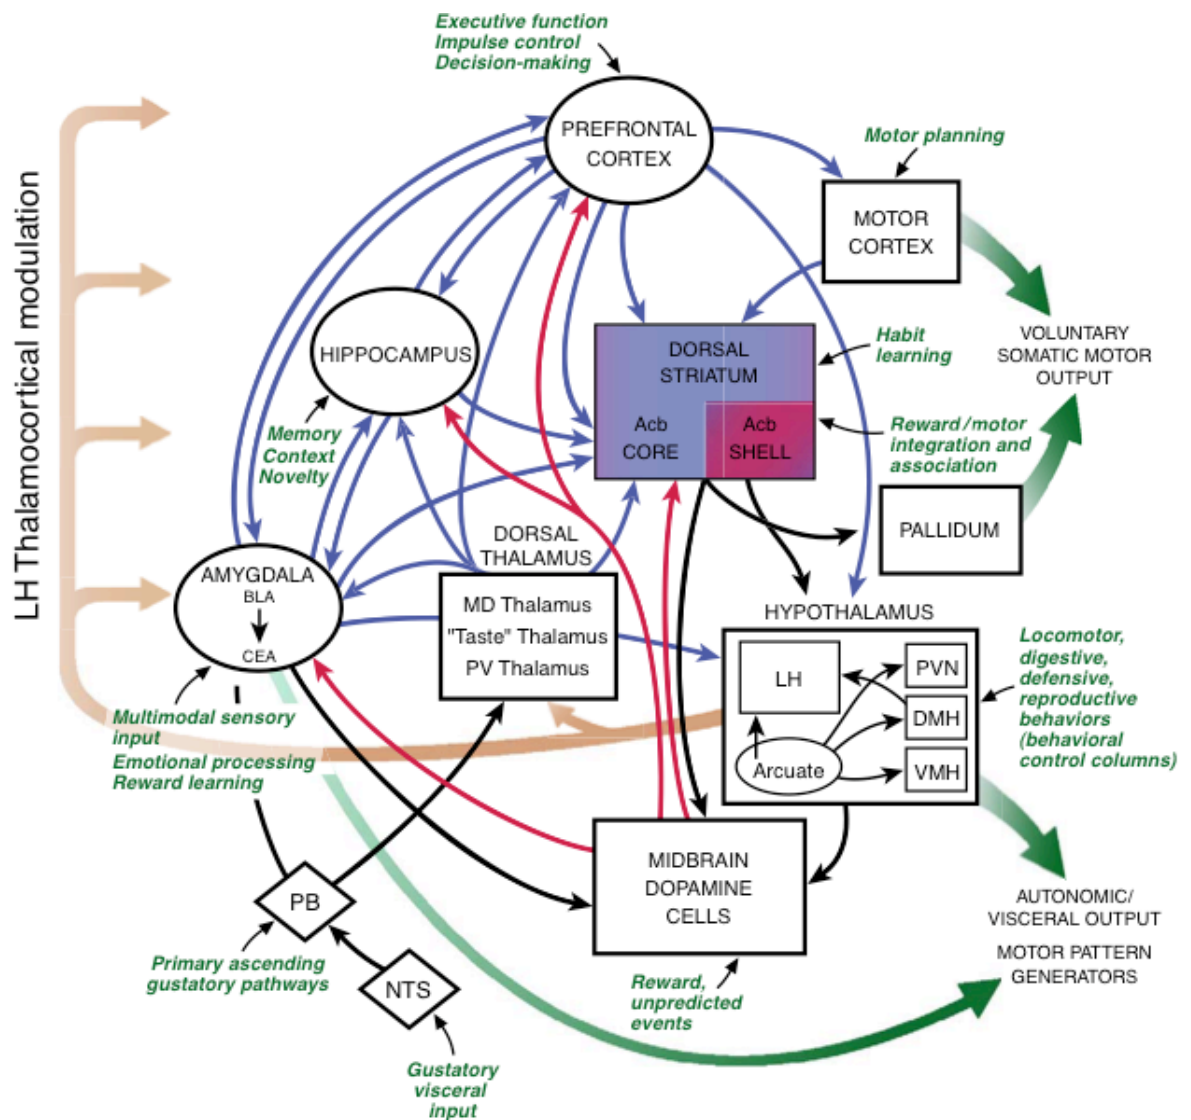 Executive function
Impulse control
Decision-making
PREFRONTAL
CORTEX
Motor planning
MOTOR
CORTEX
LH Thalamocortical modulation
HIPPOCAMPUS
DORSAL
STRIATUM
Habit
learning
VOLUNTARY
SOMATIC MOTOR
OUTPUT
Acb
CORE
Acb
SHELL
Reward/motor
integration and
association
Memory
Context
Novelty
PALLIDUM
DORSAL
THALAMUS
AMYGDALA
BLA
CEA
MD Thalamus
"Taste" Thalamus
PV Thalamus
HYPOTHALAMUS
LH
PVN
DMH
VMH
Arcuate
Locomotor,
digestive,
defensive,
reproductive
behaviors
(behavioral
control columns)
Multimodal sensory
input
Emotional processing
Reward learning
MIDBRAIN
DOPAMINE
CELLS
PB
AUTONOMIC/
VISCERAL OUTPUT
MOTOR PATTERN
GENERATORS
Primary ascending
gustatory pathways
NTS
Reward,
unpredicted
events
Gustatory
visceral
input